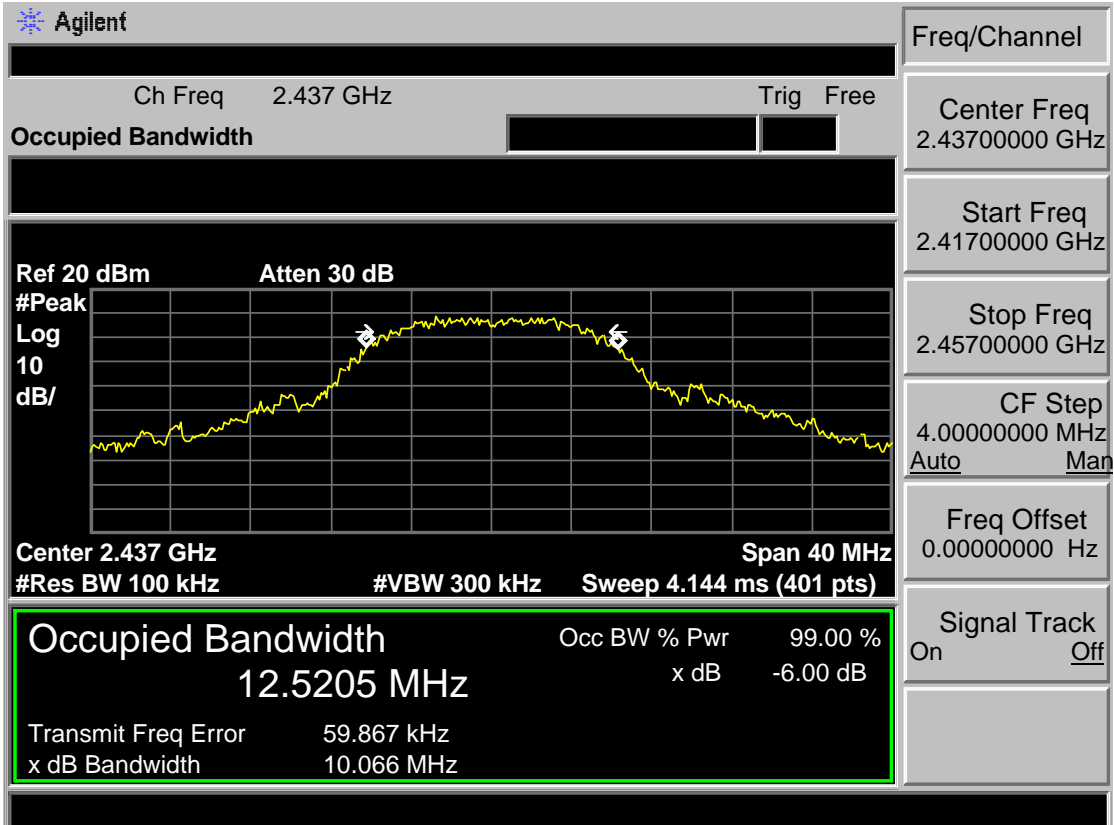 Agilent
Freq/Channel
Ch Freq 2.437 GHz Trig Free
Occupied Bandwidth
Center Freq
2.43700000 GHz
Start Freq
2.41700000 GHz
Stop Freq
2.45700000 GHz
CF Step
4.00000000 MHz
Auto Man
Freq Offset
0.00000000 Hz
Signal Track
On Off
Ref 20 dBm Atten 30 dB
#Peak
Log
10
dB/
Center 2.437 GHz Span 40 MHz
#Res BW 100 kHz #VBW 300 kHz Sweep 4.144 ms (401 pts)
Occupied Bandwidth
12.5205 MHz
Occ BW % Pwr 99.00 %
x dB -6.00 dB
Transmit Freq Error 59.867 kHz
x dB Bandwidth 10.066 MHz